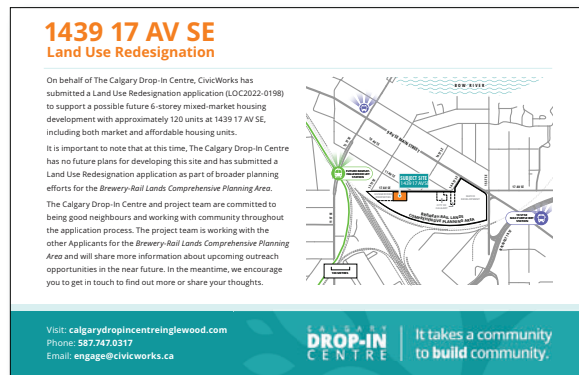 1439 17 AV SE
Land Use Redesignation
On behalf of The Calgary Drop-In Centre, CivicWorks has
submitted a Land Use Redesignation application (LOC2022-0198)
to support a possible future 6-storey mixed-market housing
development with approximately 120 units at 1439 17 AV SE,
including both market and affordable housing units.
It is important to note that at this time, The Calgary Drop-In Centre
has no future plans for developing this site and has submitted a
Land Use Redesignation application as part of broader planning
efforts for the Brewery-Rail Lands Comprehensive Planning Area.
The Calgary Drop-In Centre and project team are committed to
being good neighbours and working with community throughout
the application process. The project team is working with the
other Applicants for the Brewery-Rail Lands Comprehensive Planning
Area and will share more information about upcoming outreach
opportunities in the near future. In the meantime, we encourage
you to get in touch to find out more or share your thoughts.
BOW RIVER
SUBJECT SITE
1439 17 AV SE
BREWERY-RAIL LANDS
COMPREHENSIVE PLANNING AREA
Visit: calgarydropincentreinglewood.com
Phone: 587.747.0317
Email: engage@civicworks.ca
CALGARY
DROP-IN
CENTRE
It takes a community
to build community.